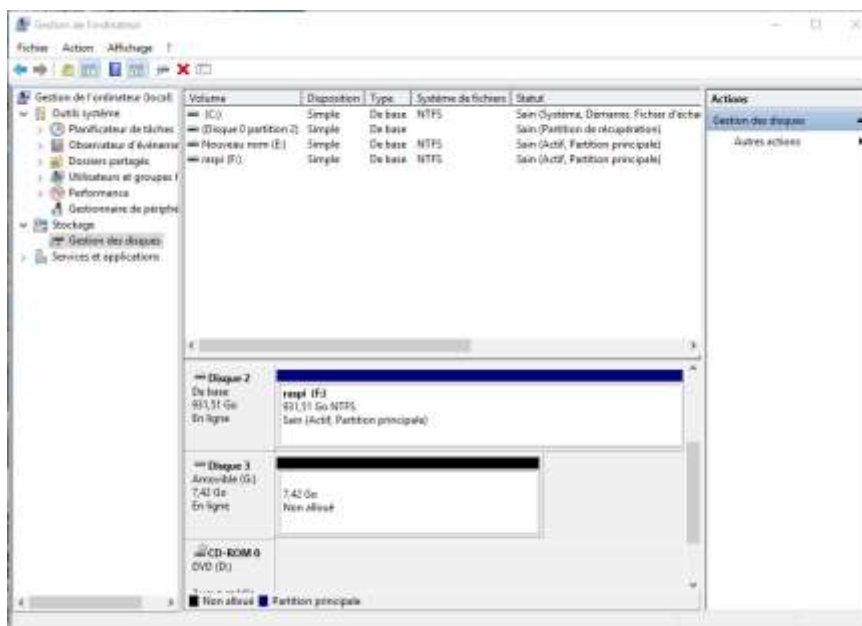 Gestion de l'ordinateur
Fichier Action Affichage ?
Gestion de l'ordinateur (local)
Outils système
Planificateur de tâches
Observateur d'événeme
Dossiers partagés
Utilisateurs et groupes l
Performance
Gestionnaire de périphé
Stockage
Gestion des disques
Services et applications
Volume Disposition Type Système de fichiers Statut
(C:) Simple De base NTFS Sain (Système, Démarrer, Fichier d'échan
(Disque 0 partition 2) Simple De base Sain (Partition de récupération)
Nouveau nom (E:) Simple De base NTFS Sain (Actif, Partition principale)
raspi (F:) Simple De base NTFS Sain (Actif, Partition principale)
Disque 2
De base
931,51 Go
En ligne
raspi (F:)
931,51 Go NTFS
Sain (Actif, Partition principale)
Disque 3
Amovible (G:)
7,42 Go
En ligne
7,42 Go
Non alloué
CD-ROM 0
DVD (D:)
Non alloué Partition principale
Actions
Gestion des disques
Autres actions